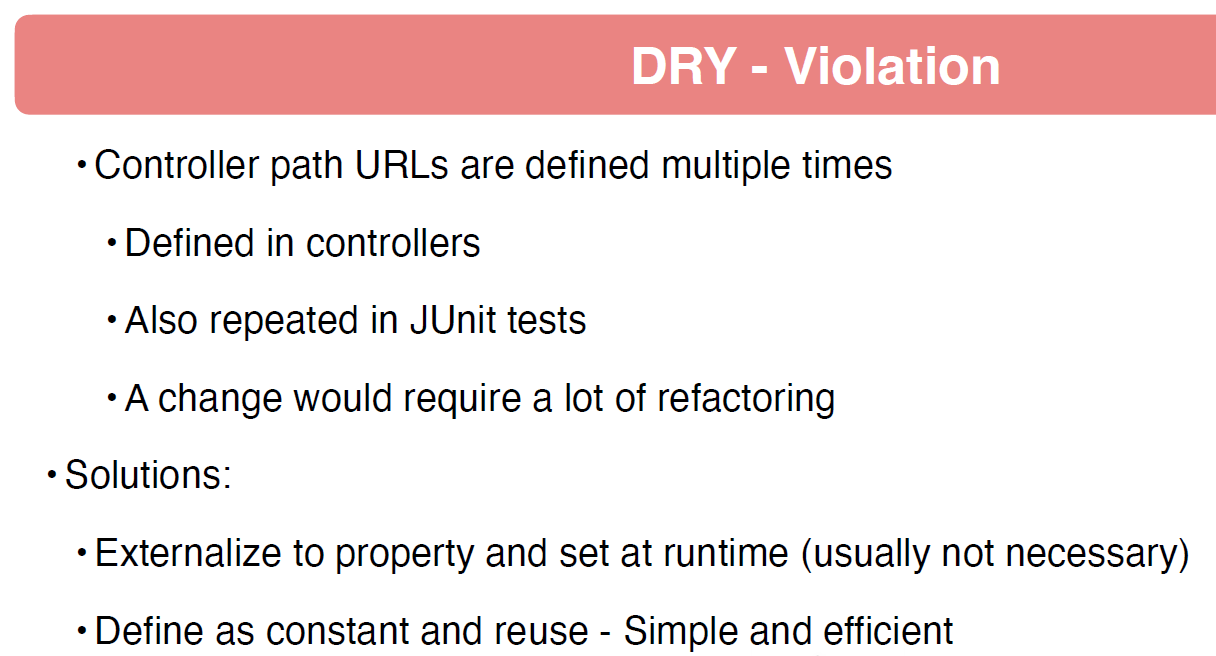 DRY - Violation
• Controller path URLs are defined multiple times
• Defined in controllers
• Also repeated in JUnit tests
• A change would require a lot of refactoring
• Solutions:
• Externalize to property and set at runtime (usually not necessary)
• Define as constant and reuse - Simple and efficient